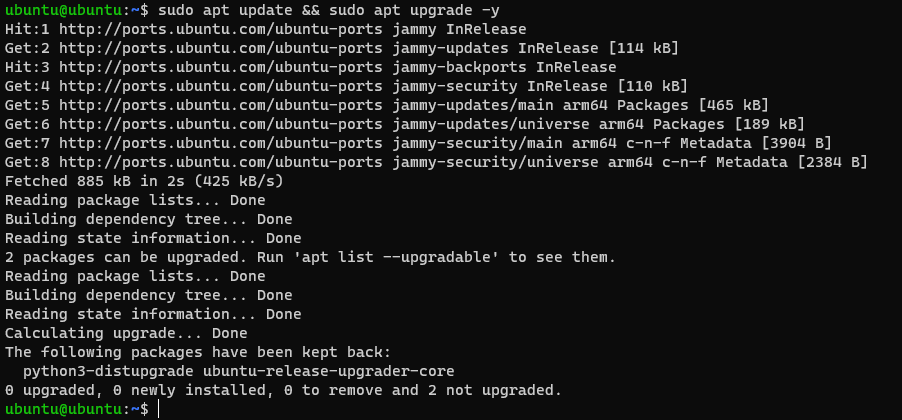 ubuntu@ubuntu:~$ sudo apt update && sudo apt upgrade -y
Hit:1 http://ports.ubuntu.com/ubuntu-ports jammy InRelease
Get:2 http://ports.ubuntu.com/ubuntu-ports jammy-updates InRelease [114 kB]
Hit:3 http://ports.ubuntu.com/ubuntu-ports jammy-backports InRelease
Get:4 http://ports.ubuntu.com/ubuntu-ports jammy-security InRelease [110 kB]
Get:5 http://ports.ubuntu.com/ubuntu-ports jammy-updates/main arm64 Packages [465 kB]
Get:6 http://ports.ubuntu.com/ubuntu-ports jammy-updates/universe arm64 Packages [189 kB]
Get:7 http://ports.ubuntu.com/ubuntu-ports jammy-security/main arm64 c-n-f Metadata [3904 B]
Get:8 http://ports.ubuntu.com/ubuntu-ports jammy-security/universe arm64 c-n-f Metadata [2384 B]
Fetched 885 kB in 2s (425 kB/s)
Reading package lists... Done
Building dependency tree... Done
Reading state information... Done
2 packages can be upgraded. Run 'apt list --upgradable' to see them.
Reading package lists... Done
Building dependency tree... Done
Reading state information... Done
Calculating upgrade... Done
The following packages have been kept back:
  python3-distupgrade ubuntu-release-upgrader-core
0 upgraded, 0 newly installed, 0 to remove and 2 not upgraded.
ubuntu@ubuntu:~$